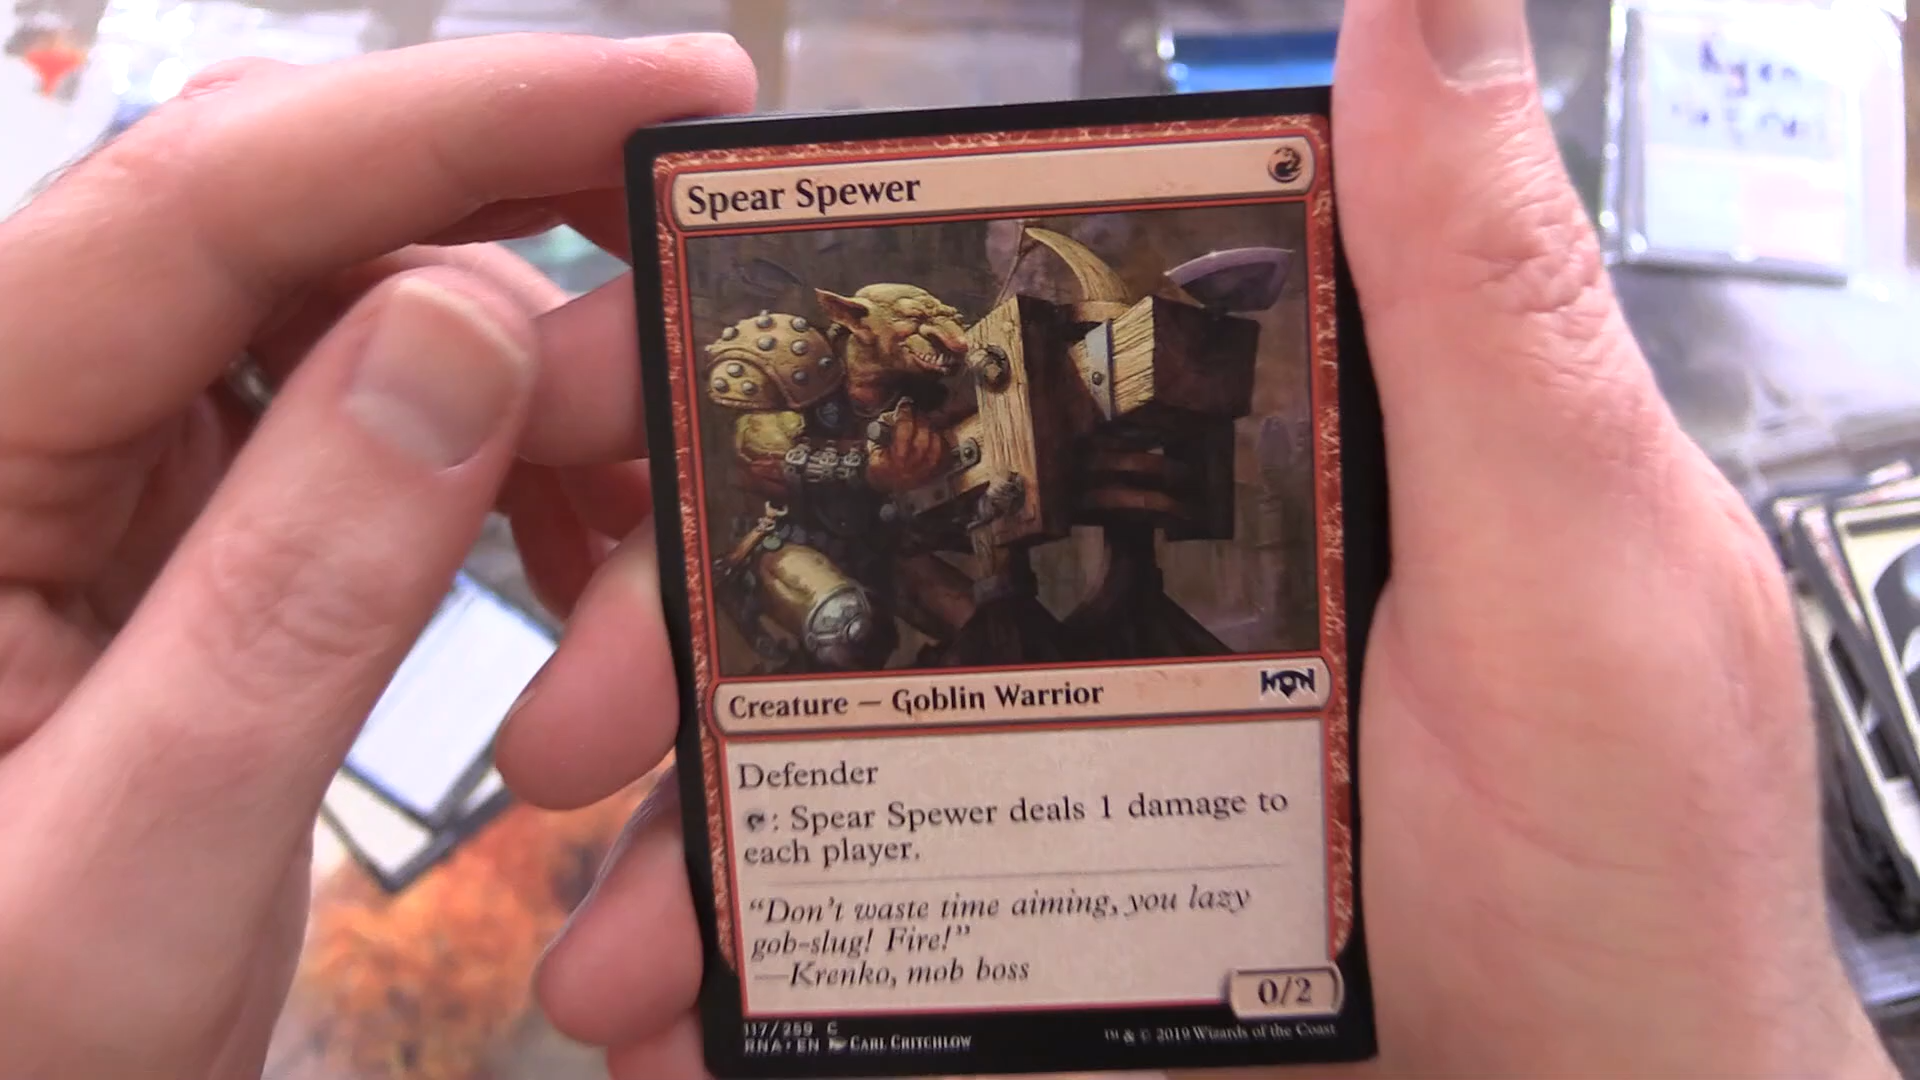 Spear Spewer
Creature — Goblin Warrior
Defender
: Spear Spewer deals 1 damage to
each player.
"Don't waste time aiming, you lazy
gob-slug! Fire!"
—Krenko, mob boss
0/2
117/259 C
RNA • EN Carl Critchlow
™ & © 2019 Wizards of the Coast